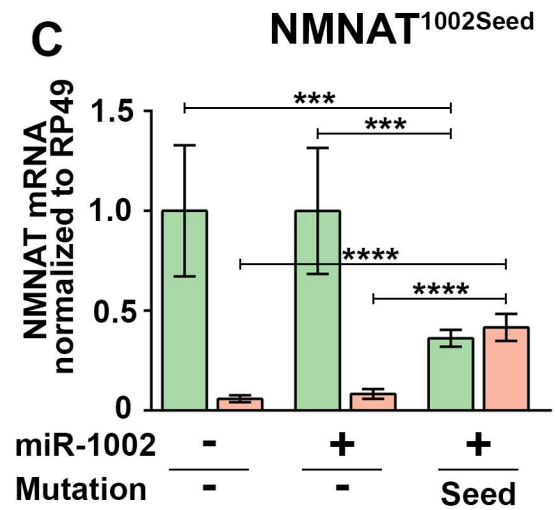 C
NMNAT1002Seed
NMNAT mRNA
normalized to RP49
1.5
1.0
0.5
0
***
***
****
****
miR-1002 - + +
Mutation - - Seed